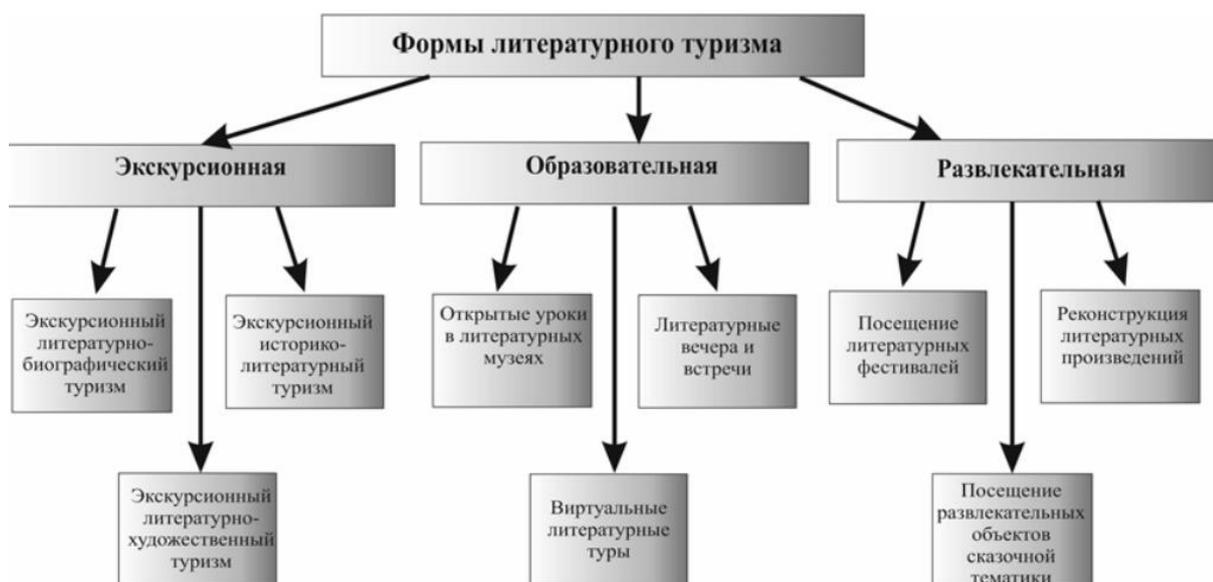 Формы литературного туризма
Экскурсионная
Образовательная
Развлекательная
Экскурсионный
литературно-
биографический
туризм
Экскурсионный
историко-
литературный
туризм
Открытые уроки
в литературных
музеях
Литературные
вечера и
встречи
Посещение
литературных
фестивалей
Реконструкция
литературных
произведений
Экскурсионный
литературно-
художественный
туризм
Виртуальные
литературные
туры
Посещение
развлекательных
объектов
сказочной
тематики